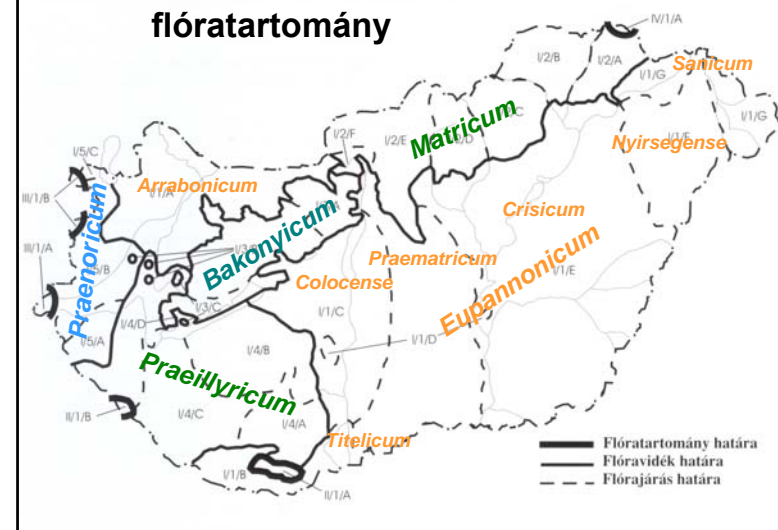 flóratartomány
IV/1/A
I/2/B
I/2/A
Sanicum
I/1/G
I/1/G
Matricum
I/2/F
I/2/E
I/2/D
Nyirsegense
I/5/C
Arrabonicum
I/1/A
III/1/B
Crisicum
Bakonyicum
Praenoricum
III/1/A
Praematricum
Colocense
Eupannonicum
I/1/E
I/3/C
I/1/C
I/4/D
I/1/D
I/5/A
I/4/B
Praeillyricum
II/1/B
I/4/C
I/4/A
Titelicum
I/1/B
II/1/A
Flóratartomány határa
Flóravidék határa
Flórajárás határa